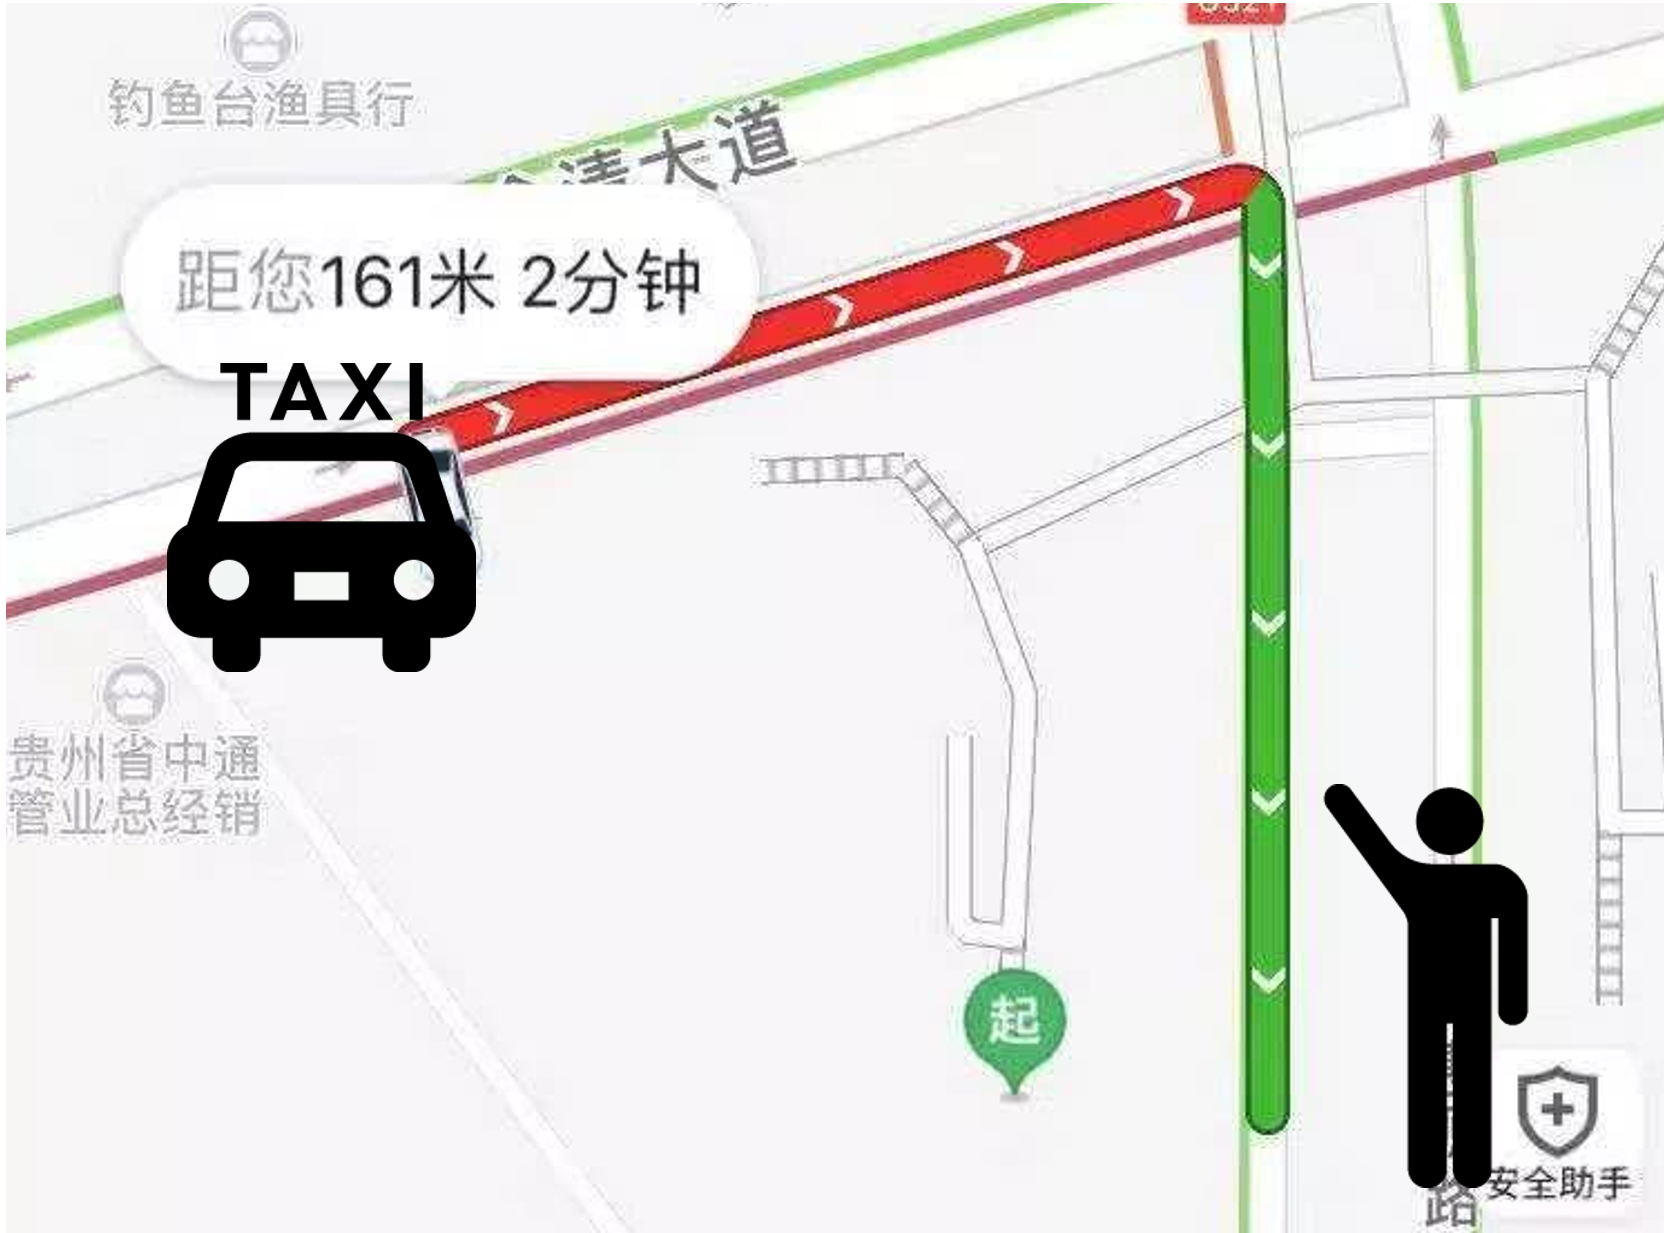 钓鱼台渔具行
清大道
距您161米 2分钟
TAXI
贵州省中通
管业总经销
起
路
安全助手